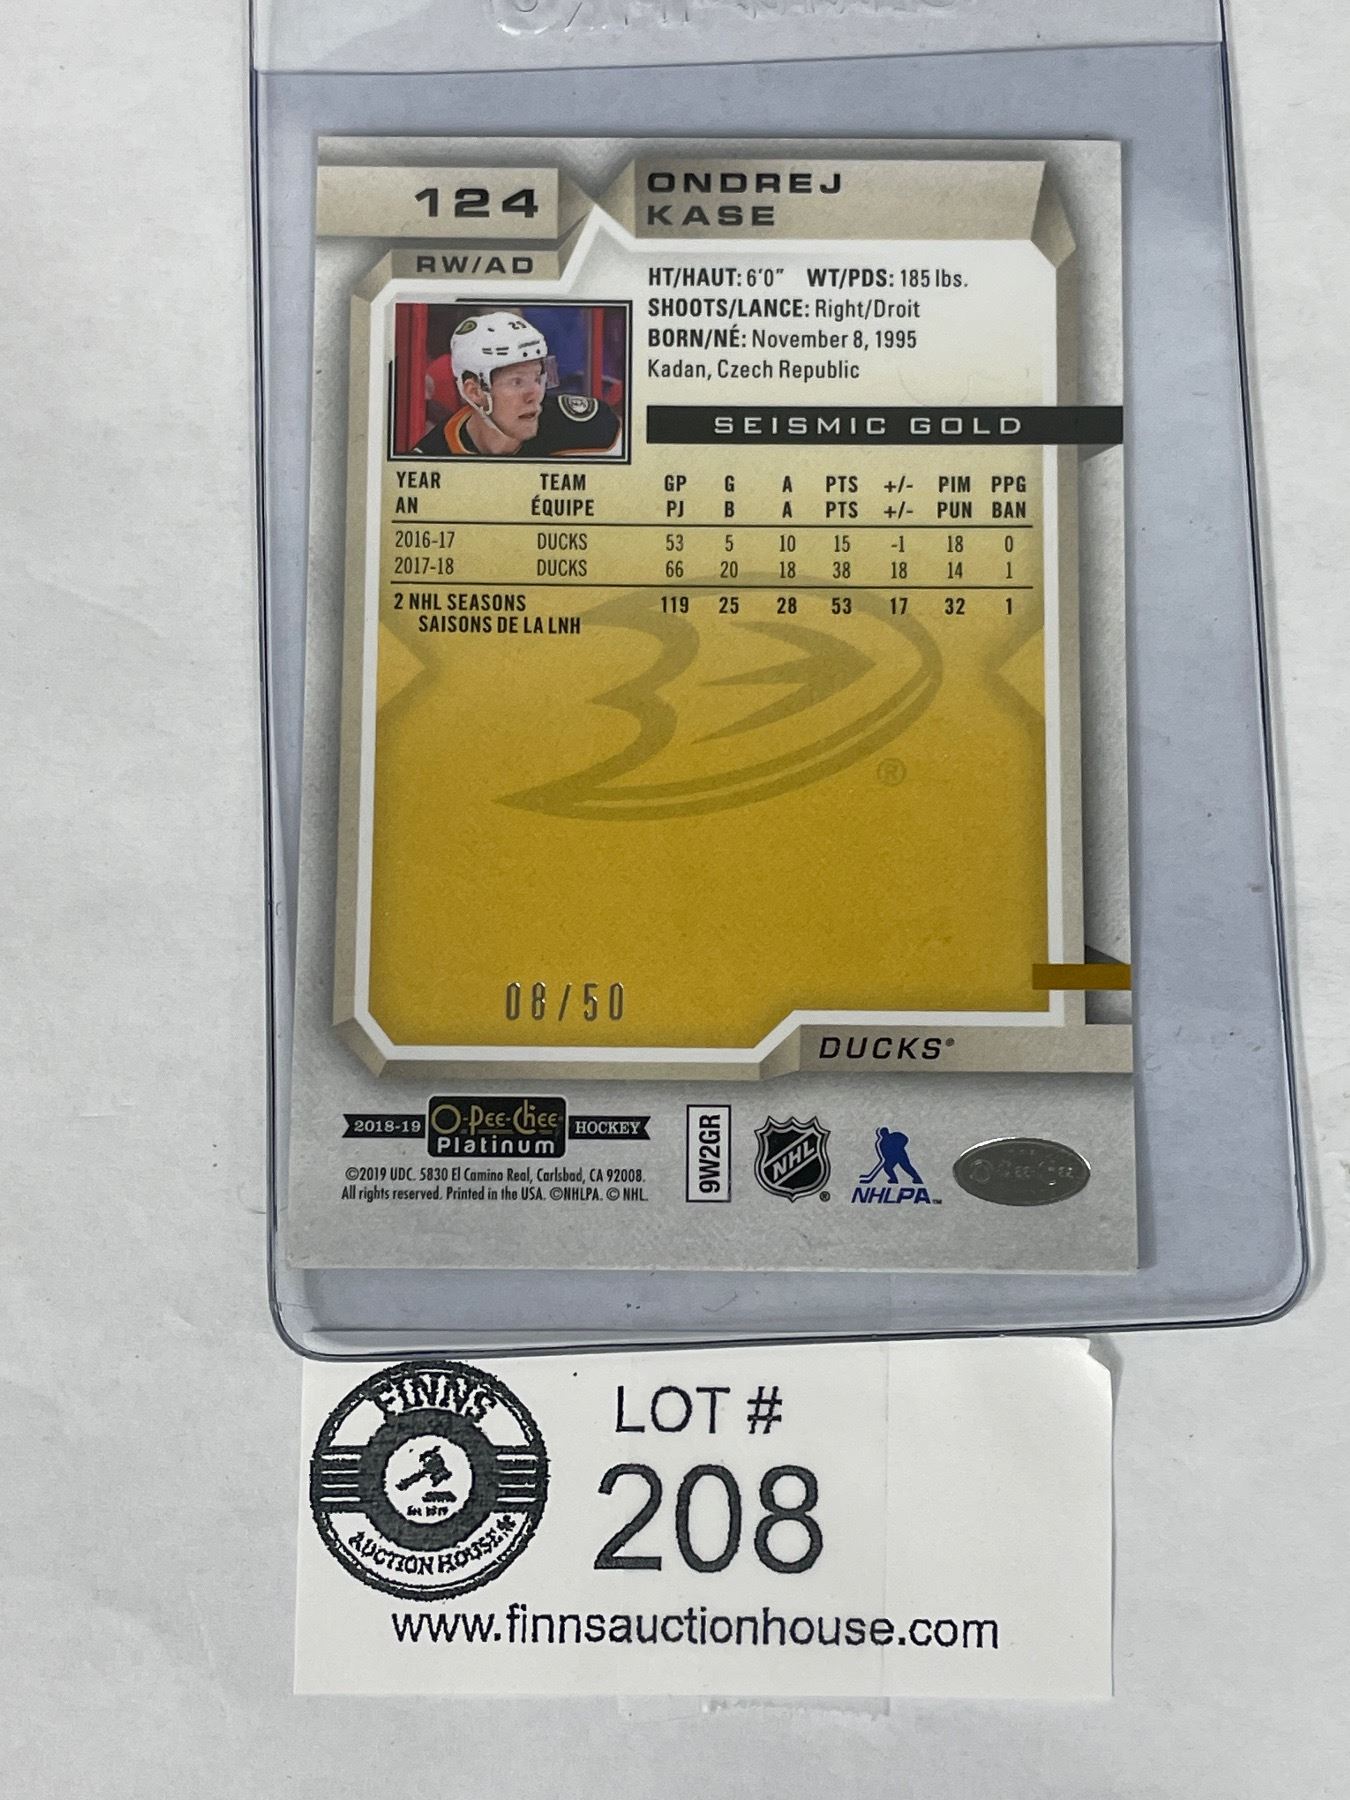 124
ONDREJ
KASE
RW/AD
HT/HAUT: 6'0" WT/PDS: 185 lbs.
SHOOTS/LANCE: Right/Droit
BORN/NÉ: November 8, 1995
Kadan, Czech Republic
SEISMIC GOLD
YEAR TEAM GP G A PTS +/- PIM PPG
AN ÉQUIPE PJ B A PTS +/- PUN BAN
2016-17 DUCKS 53 5 10 15 -1 18 0
2017-18 DUCKS 66 20 18 38 18 14 1
2 NHL SEASONS 119 25 28 53 17 32 1
SAISONS DE LA LNH
®
08/50
DUCKS®
2018-19 O-Pee-Chee HOCKEY
Platinum
©2019 UDC. 5830 El Camino Real, Carlsbad, CA 92008.
All rights reserved. Printed in the USA. ©NHLPA. © NHL.
9W2GR
NHL®
NHLPA™
O-Pee-Chee
FINNS
AUCTION HOUSE
LOT #
208
www.finnsauctionhouse.com